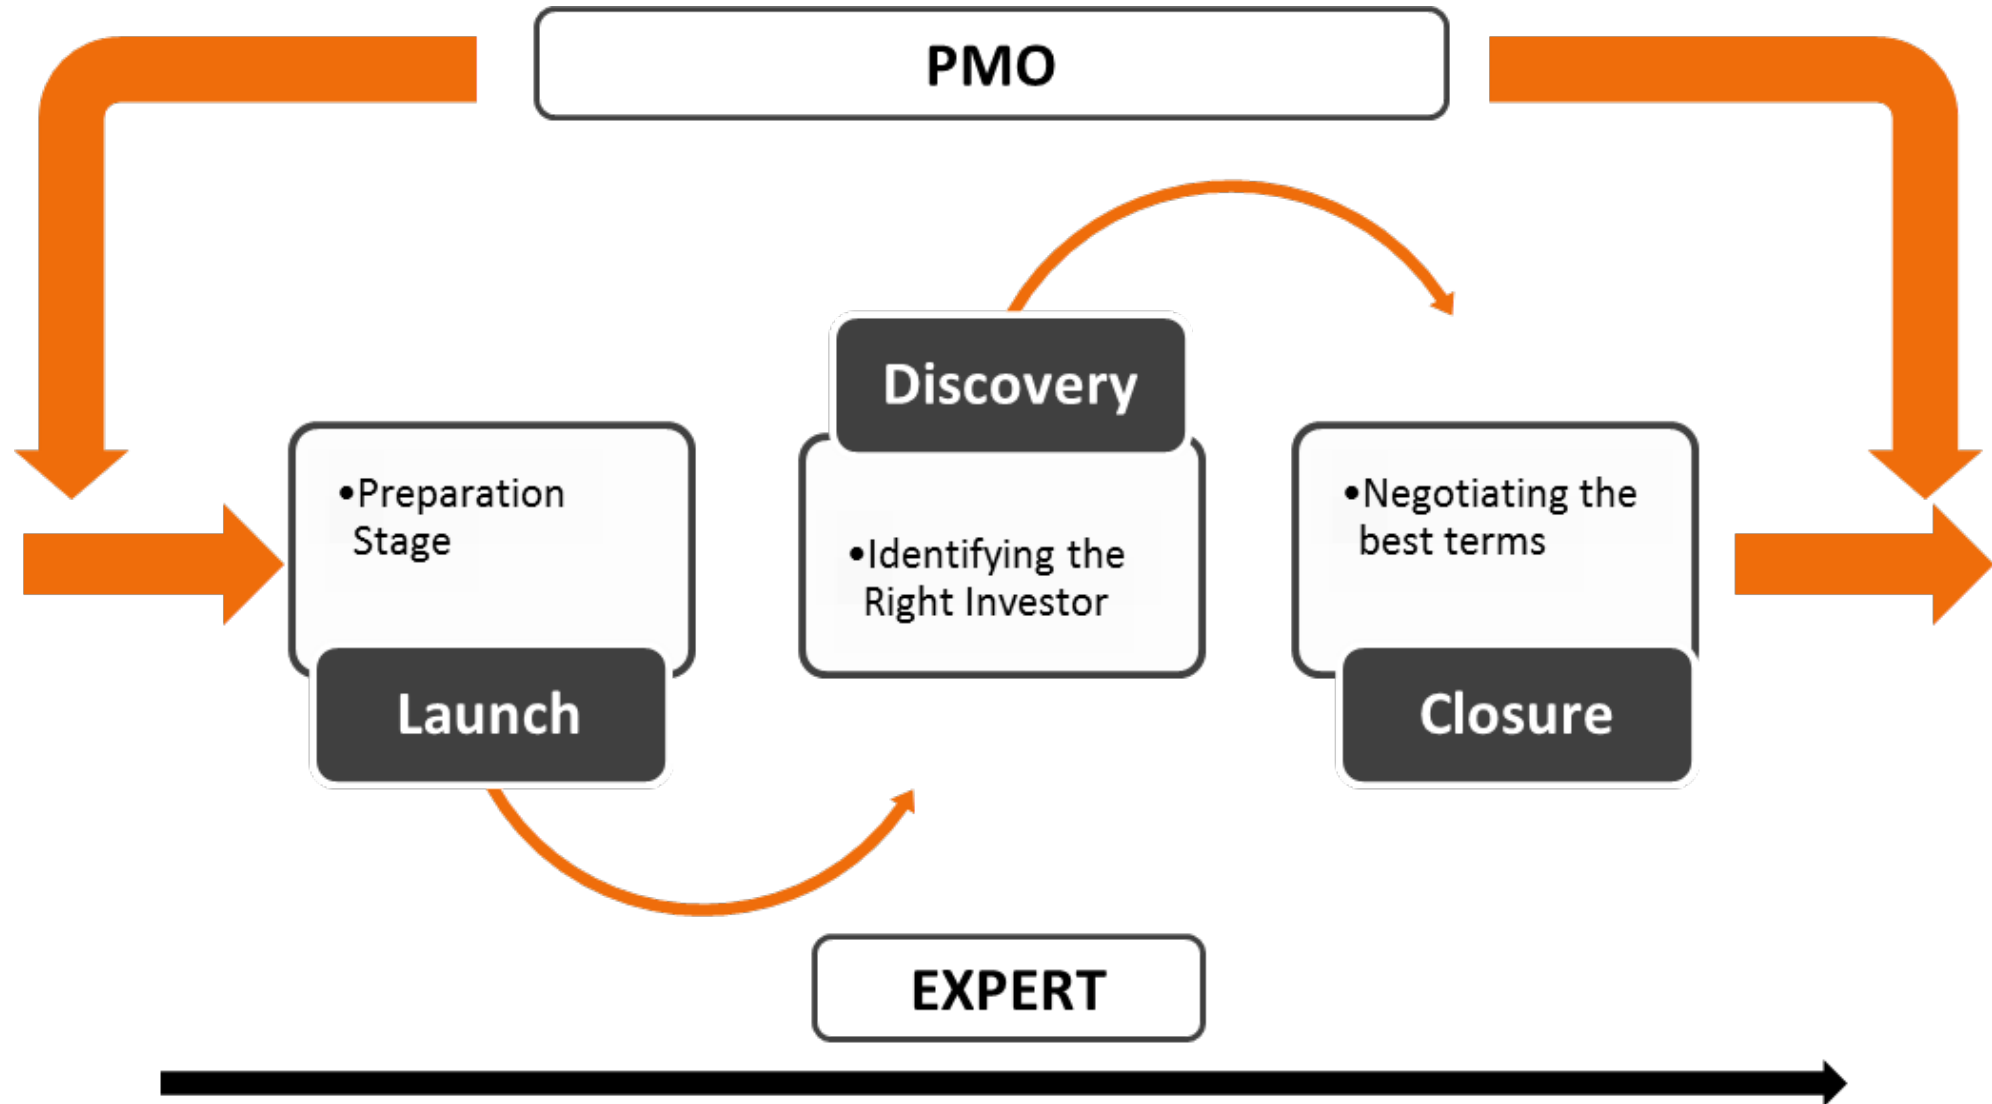 PMO
Discovery
•Preparation
Stage
Launch
•Identifying the
Right Investor
•Negotiating the
best terms
Closure
EXPERT